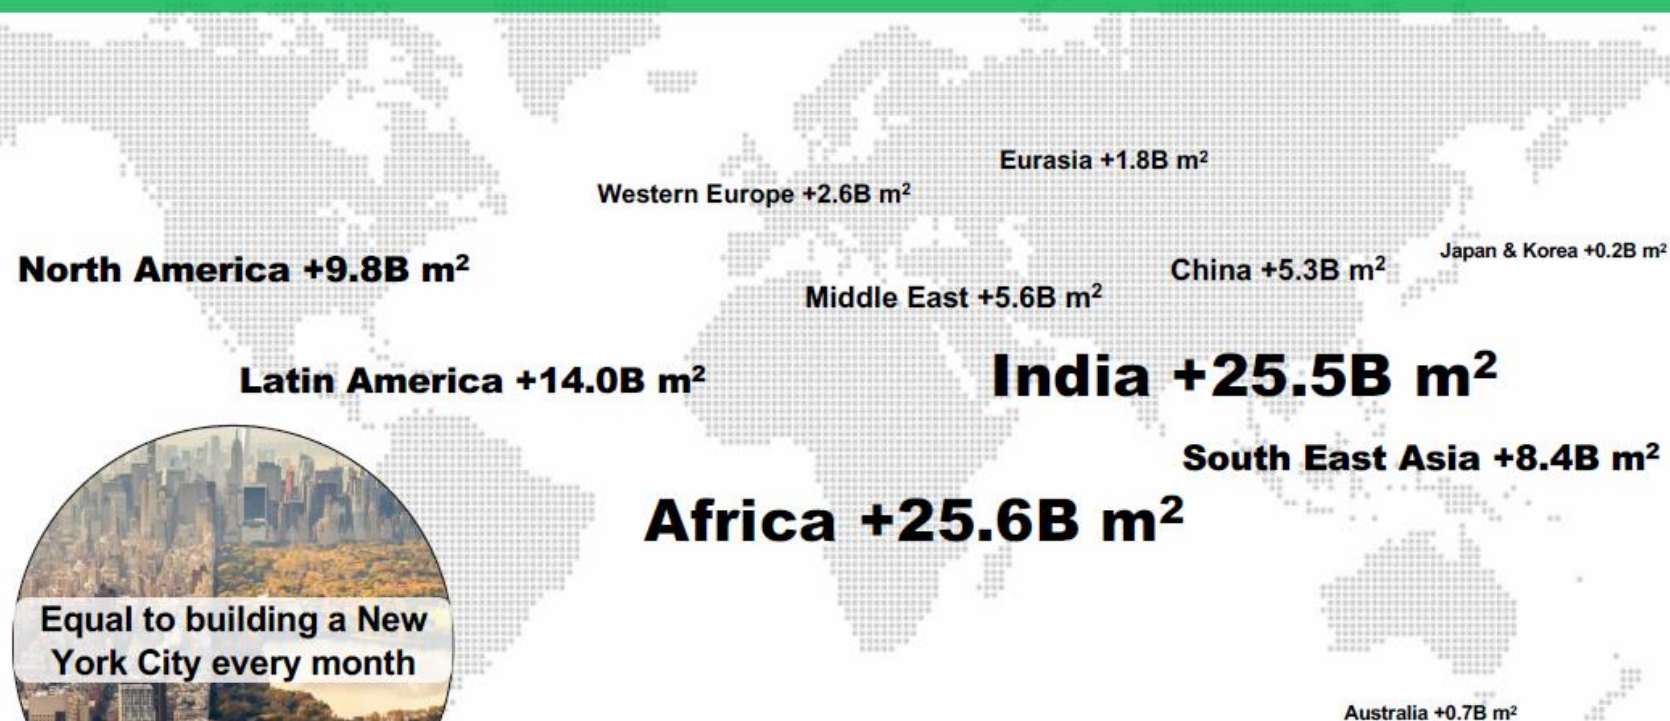 Eurasia +1.8B m²
Western Europe +2.6B m²
Japan & Korea +0.2B m²
North America +9.8B m²
China +5.3B m²
Middle East +5.6B m²
Latin America +14.0B m²
India +25.5B m²
South East Asia +8.4B m²
Africa +25.6B m²
Equal to building a New
York City every month
Australia +0.7B m²